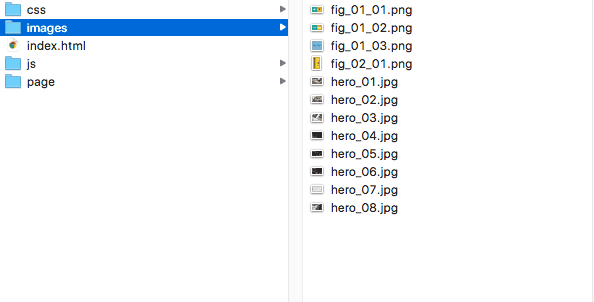 css
images
index.html
js
page
fig_01_01.png
fig_01_02.png
fig_01_03.png
fig_02_01.png
hero_01.jpg
hero_02.jpg
hero_03.jpg
hero_04.jpg
hero_05.jpg
hero_06.jpg
hero_07.jpg
hero_08.jpg